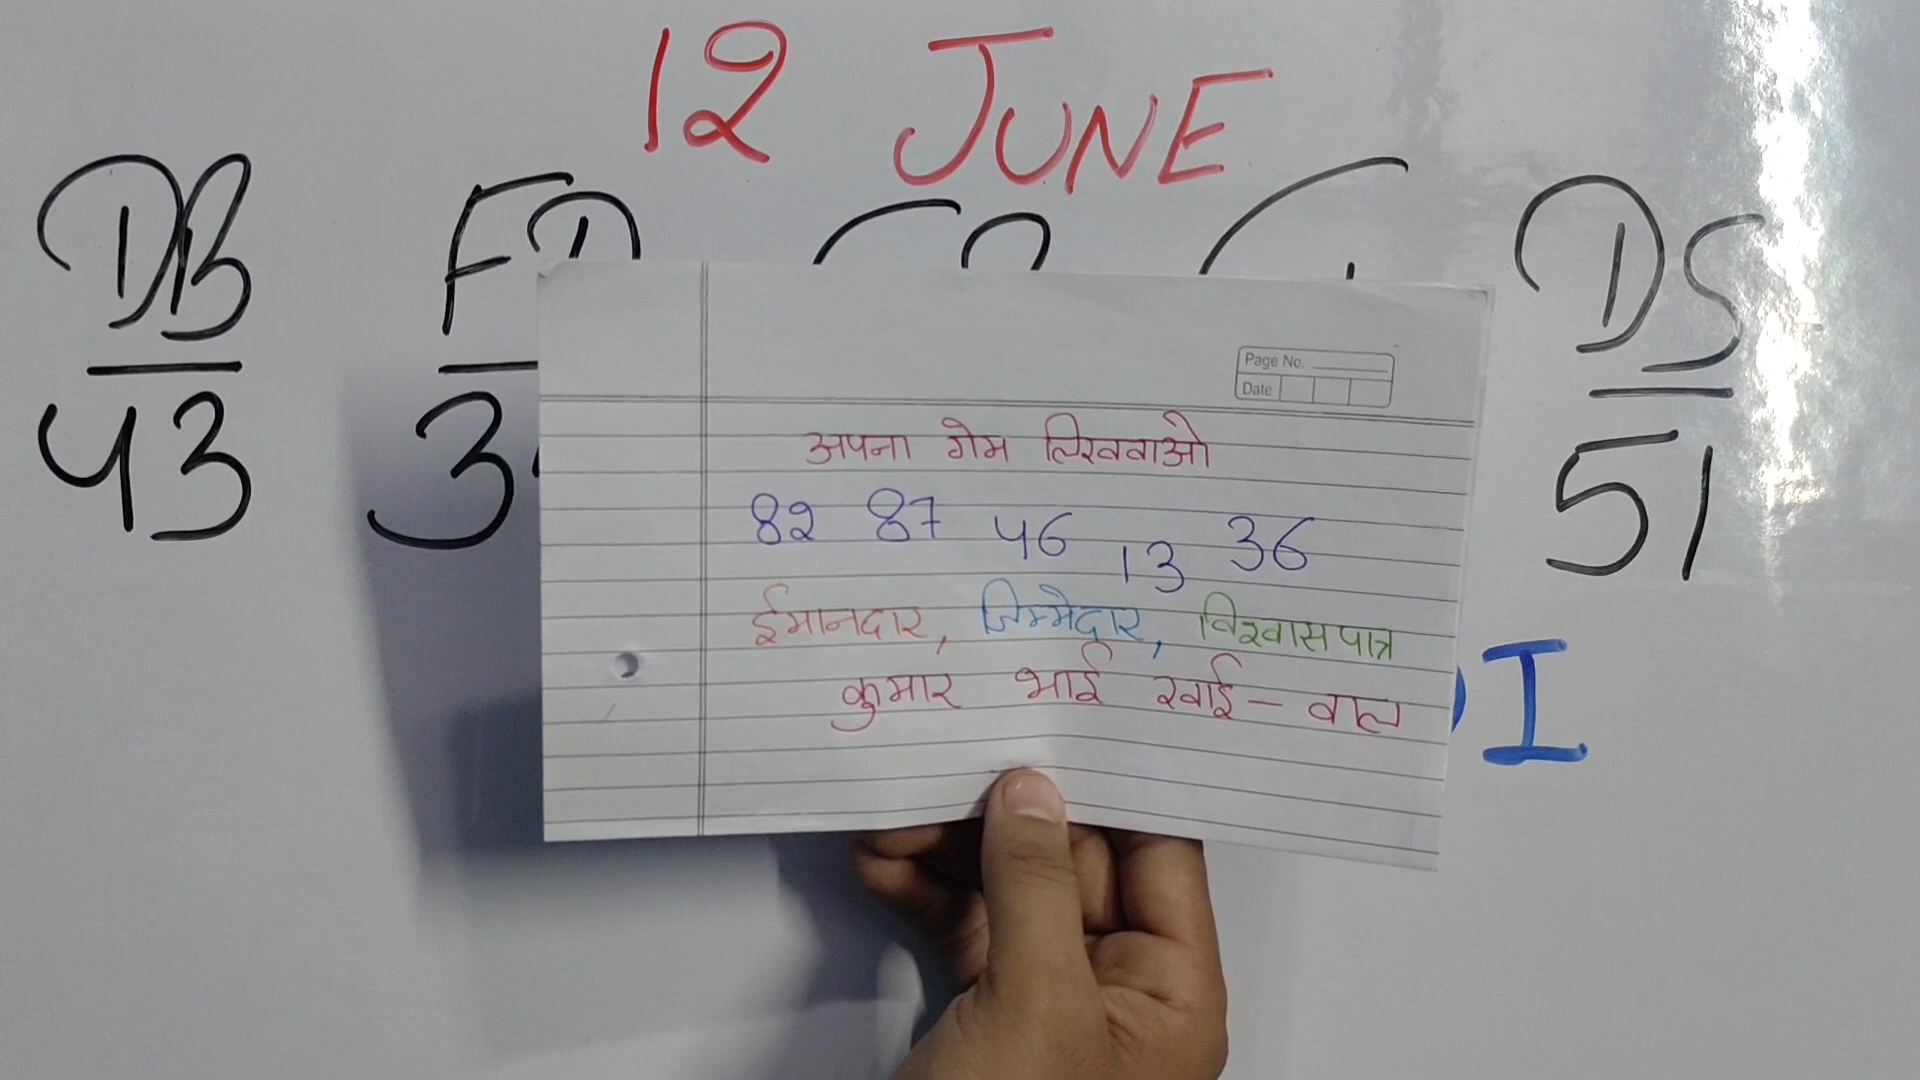 12 JUNE
DB DS
43 3 51
Page No.
Date
अपना गेम लिखवाओ
82 87 46 13 36
ईमानदार, जिम्मेदार, विश्वासपात्र
कुमार भाई खाई - वाल
I